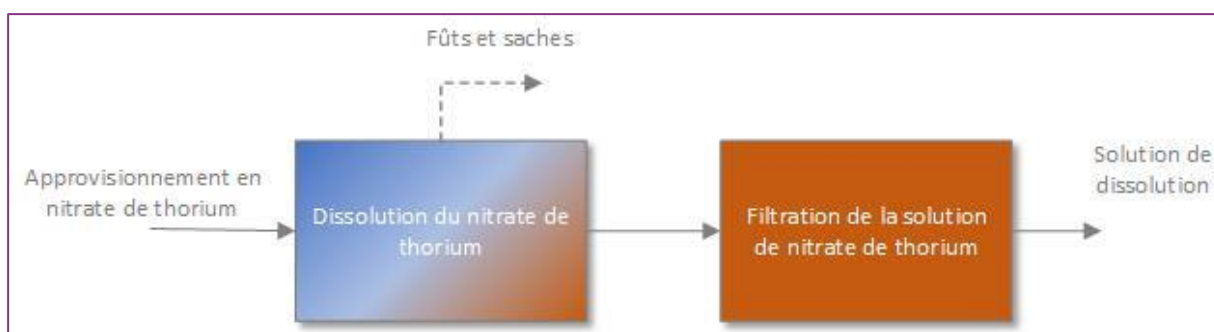 Fûts et saches
Approvisionnement en
nitrate de thorium
Dissolution du nitrate de
thorium
Filtration de la solution
de nitrate de thorium
Solution de
dissolution